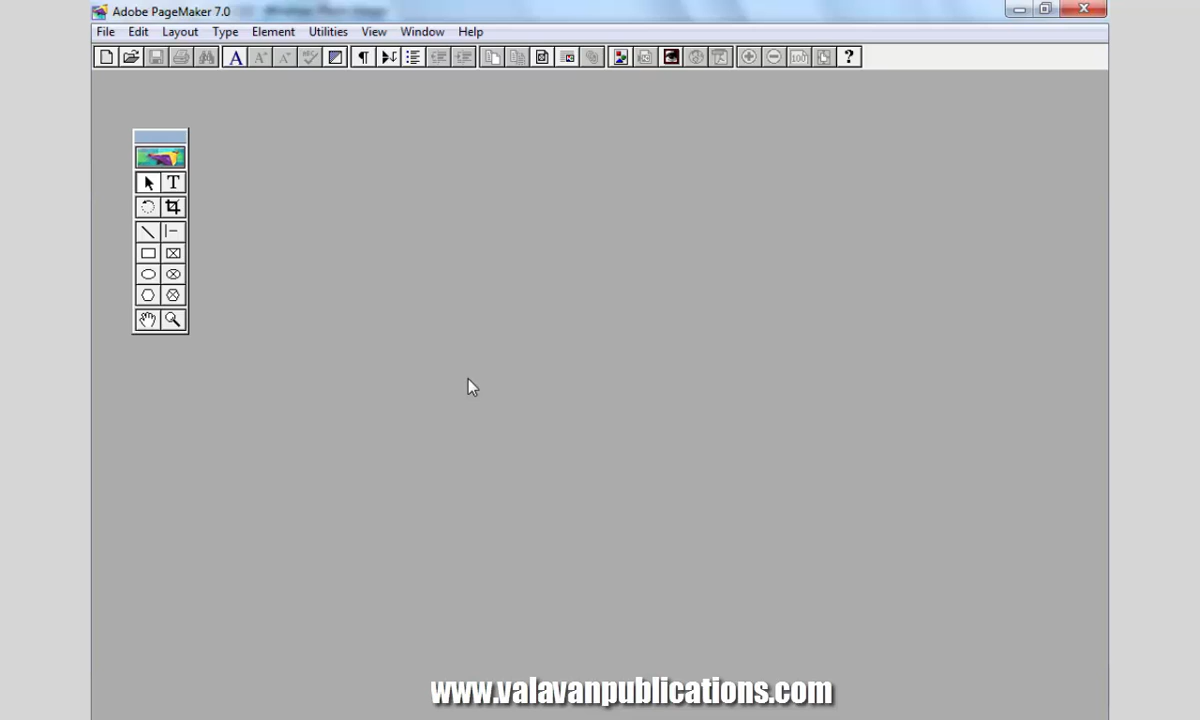 Adobe PageMaker 7.0
File Edit Layout Type Element Utilities View Window Help
www.valavanpublications.com